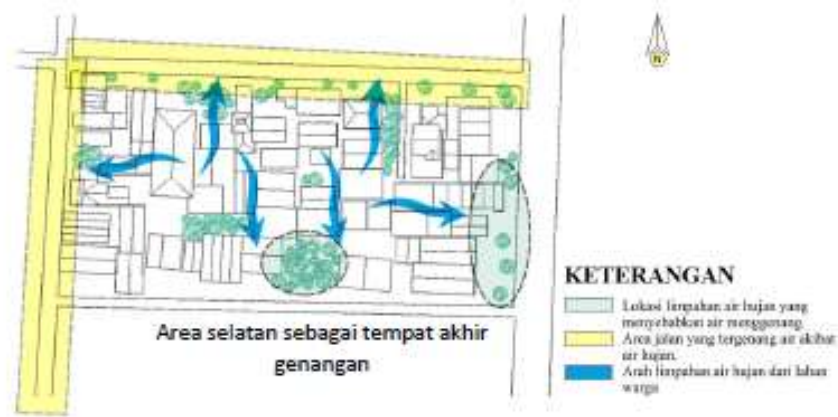 N
KETERANGAN
Lokasi limpahan air hujan yang
menyebabkan air menggenang.
Area jalan yang tergenang air akibat
air hujan.
Arah limpahan air hujan dari lahan
warga
Area selatan sebagai tempat akhir
genangan